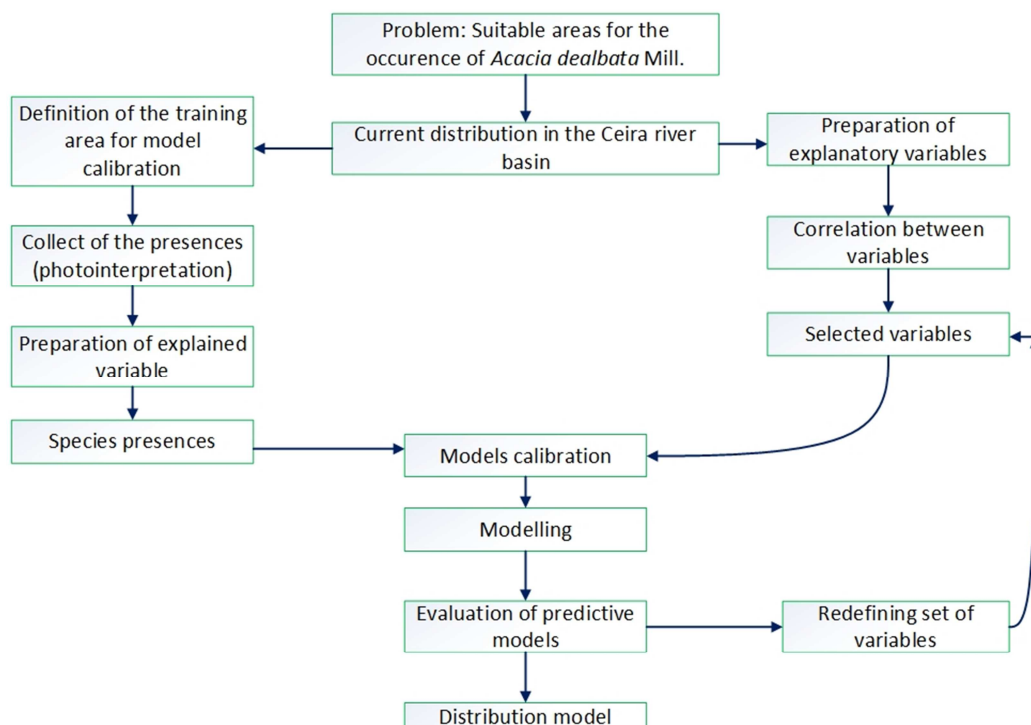 Problem: Suitable areas for the
occurence of Acacia dealbata Mill.
Definition of the training
area for model
calibration
Current distribution in the Ceira river
basin
Preparation of
explanatory variables
Collect of the presences
(photointerpretation)
Correlation between
variables
Preparation of explained
variable
Selected variables
Species presences
Models calibration
Modelling
Evaluation of predictive
models
Redefining set of
variables
Distribution model